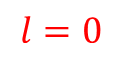 l = 0